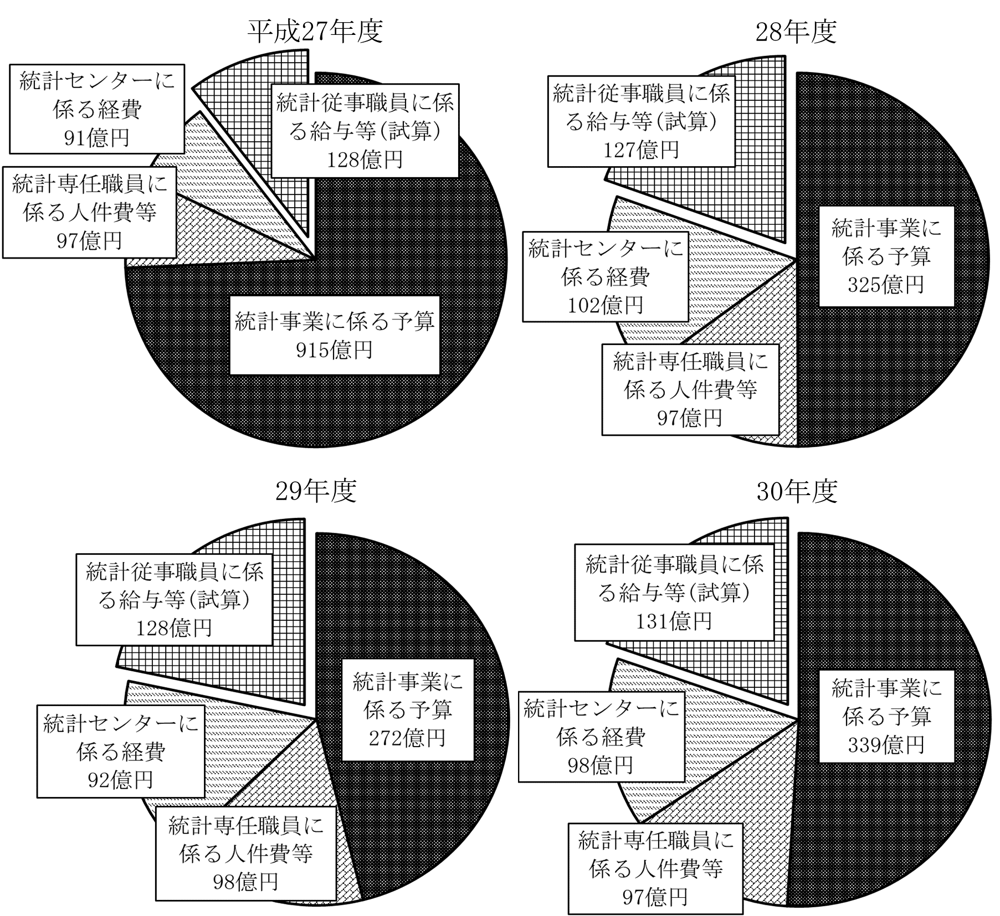 平成27年度
統計センターに
係る経費
91億円
統計従事職員に係
る給与等(試算)
128億円
統計専任職員に
係る人件費等
97億円
統計事業に係る予算
915億円
28年度
統計従事職員に係
る給与等(試算)
127億円
統計事業に
係る予算
325億円
統計センターに
係る経費
102億円
統計専任職員に
係る人件費等
97億円
29年度
統計従事職員に係
る給与等(試算)
128億円
統計事業に
係る予算
272億円
統計センターに
係る経費
92億円
統計専任職員に
係る人件費等
98億円
30年度
統計従事職員に係
る給与等(試算)
131億円
統計事業に
係る予算
339億円
統計センターに
係る経費
98億円
統計専任職員に
係る人件費等
97億円